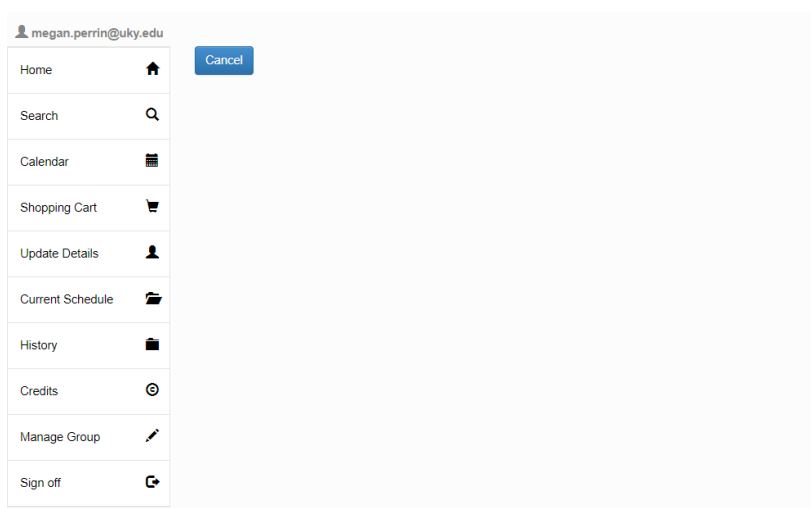 megan.perrin@uky.edu
Cancel
Home
Search
Calendar
Shopping Cart
Update Details
Current Schedule
History
Credits
Manage Group
Sign off